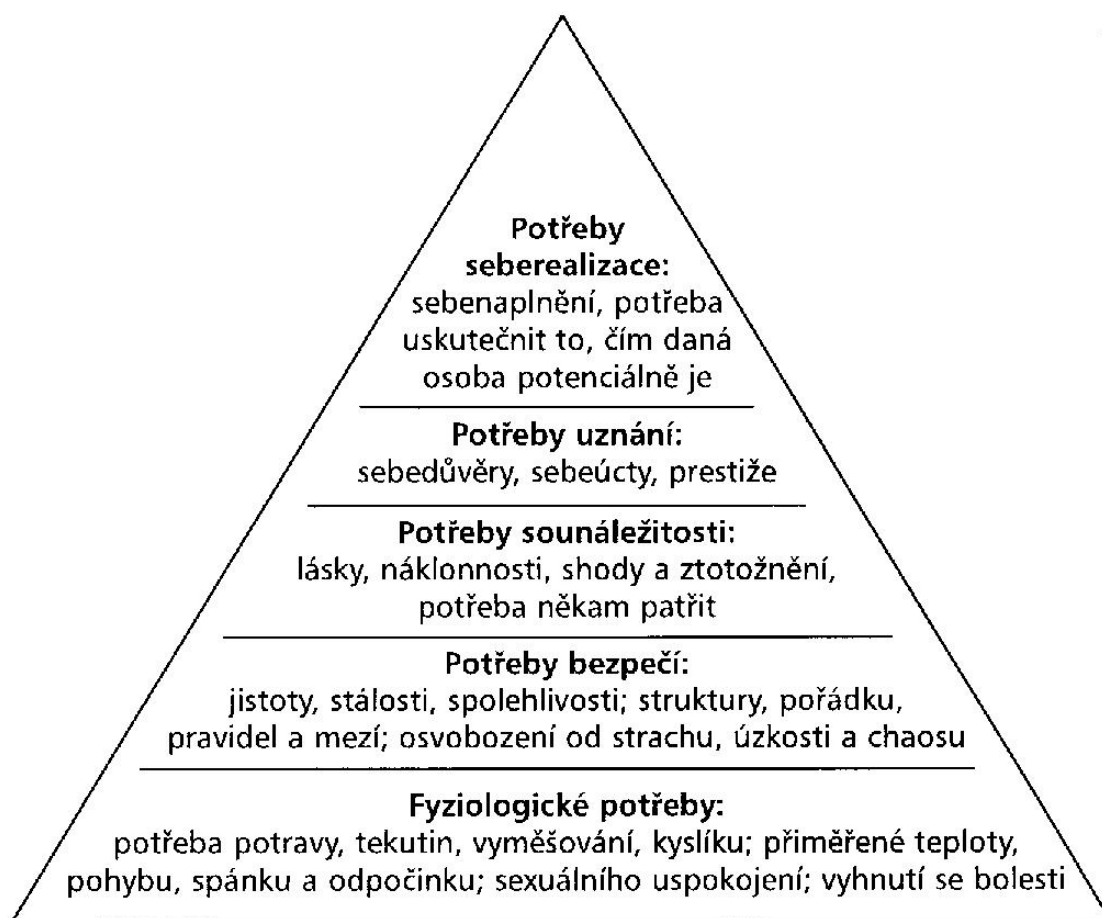 Potřeby
seberealizace:
sebenaplnění, potřeba
uskutečnit to, čím daná
osoba potenciálně je
Potřeby uznání:
sebedůvěry, sebeúcty, prestiže
Potřeby sounáležitosti:
lásky, náklonnosti, shody a ztotožnění,
potřeba někam patřit
Potřeby bezpečí:
jistoty, stálosti, spolehlivosti; struktury, pořádku,
pravidel a mezí; osvobození od strachu, úzkosti a chaosu
Fyziologické potřeby:
potřeba potravy, tekutin, vyměšování, kyslíku; přiměřené teploty,
pohybu, spánku a odpočinku; sexuálního uspokojení; vyhnutí se bolesti